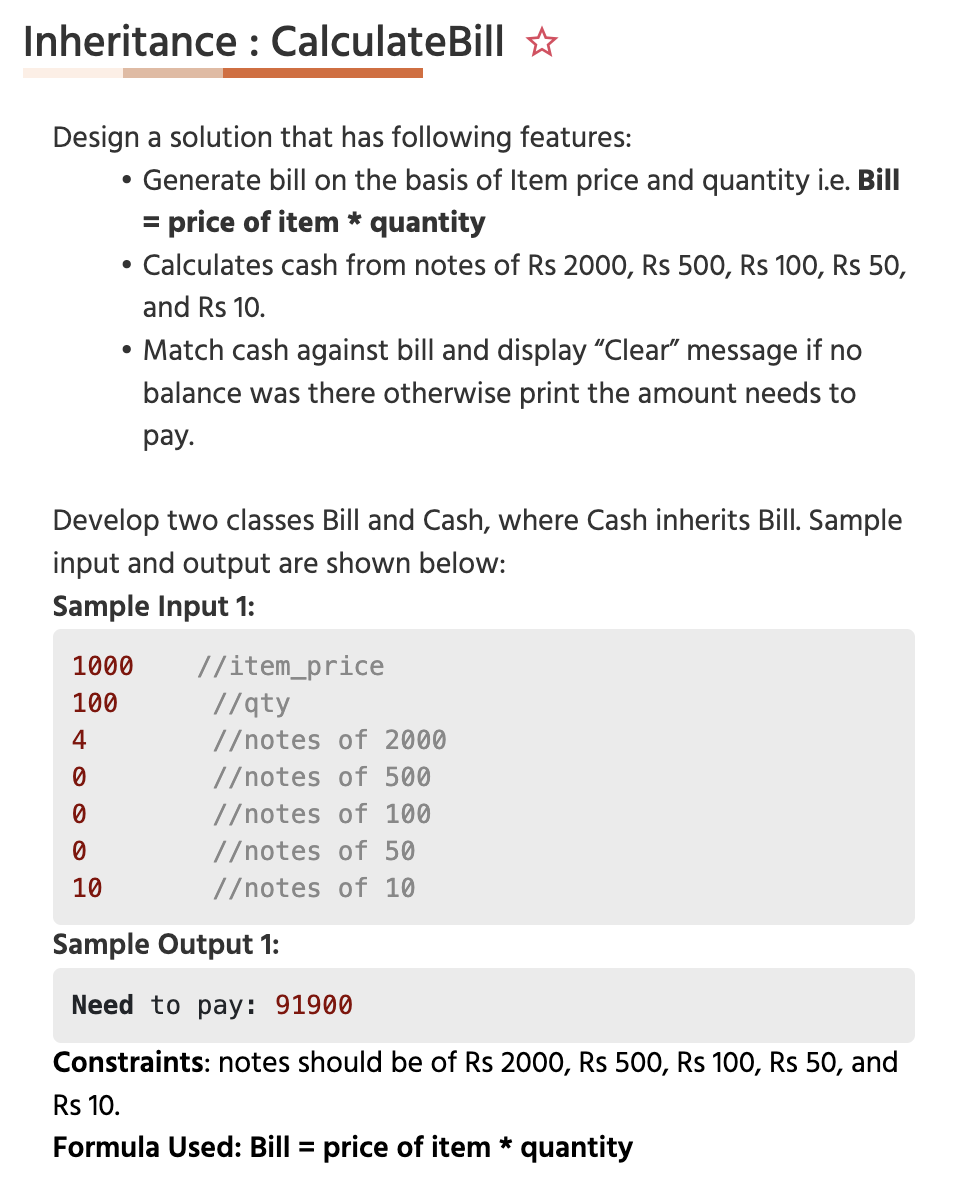 Inheritance : CalculateBill
Design a solution that has following features:
• Generate bill on the basis of Item price and quantity i.e. Bill
= price of item * quantity
• Calculates cash from notes of Rs 2000, Rs 500, Rs 100, Rs 50,
and Rs 10.
• Match cash against bill and display “Clear” message if no
balance was there otherwise print the amount needs to
pay.
Develop two classes Bill and Cash, where Cash inherits Bill. Sample
input and output are shown below:
Sample Input 1:
1000    //item_price
100     //qty
4        //notes of 2000
0        //notes of 500
0        //notes of 100
0        //notes of 50
10       //notes of 10
Sample Output 1:
Need to pay: 91900
Constraints: notes should be of Rs 2000, Rs 500, Rs 100, Rs 50, and
Rs 10.
Formula Used: Bill = price of item * quantity